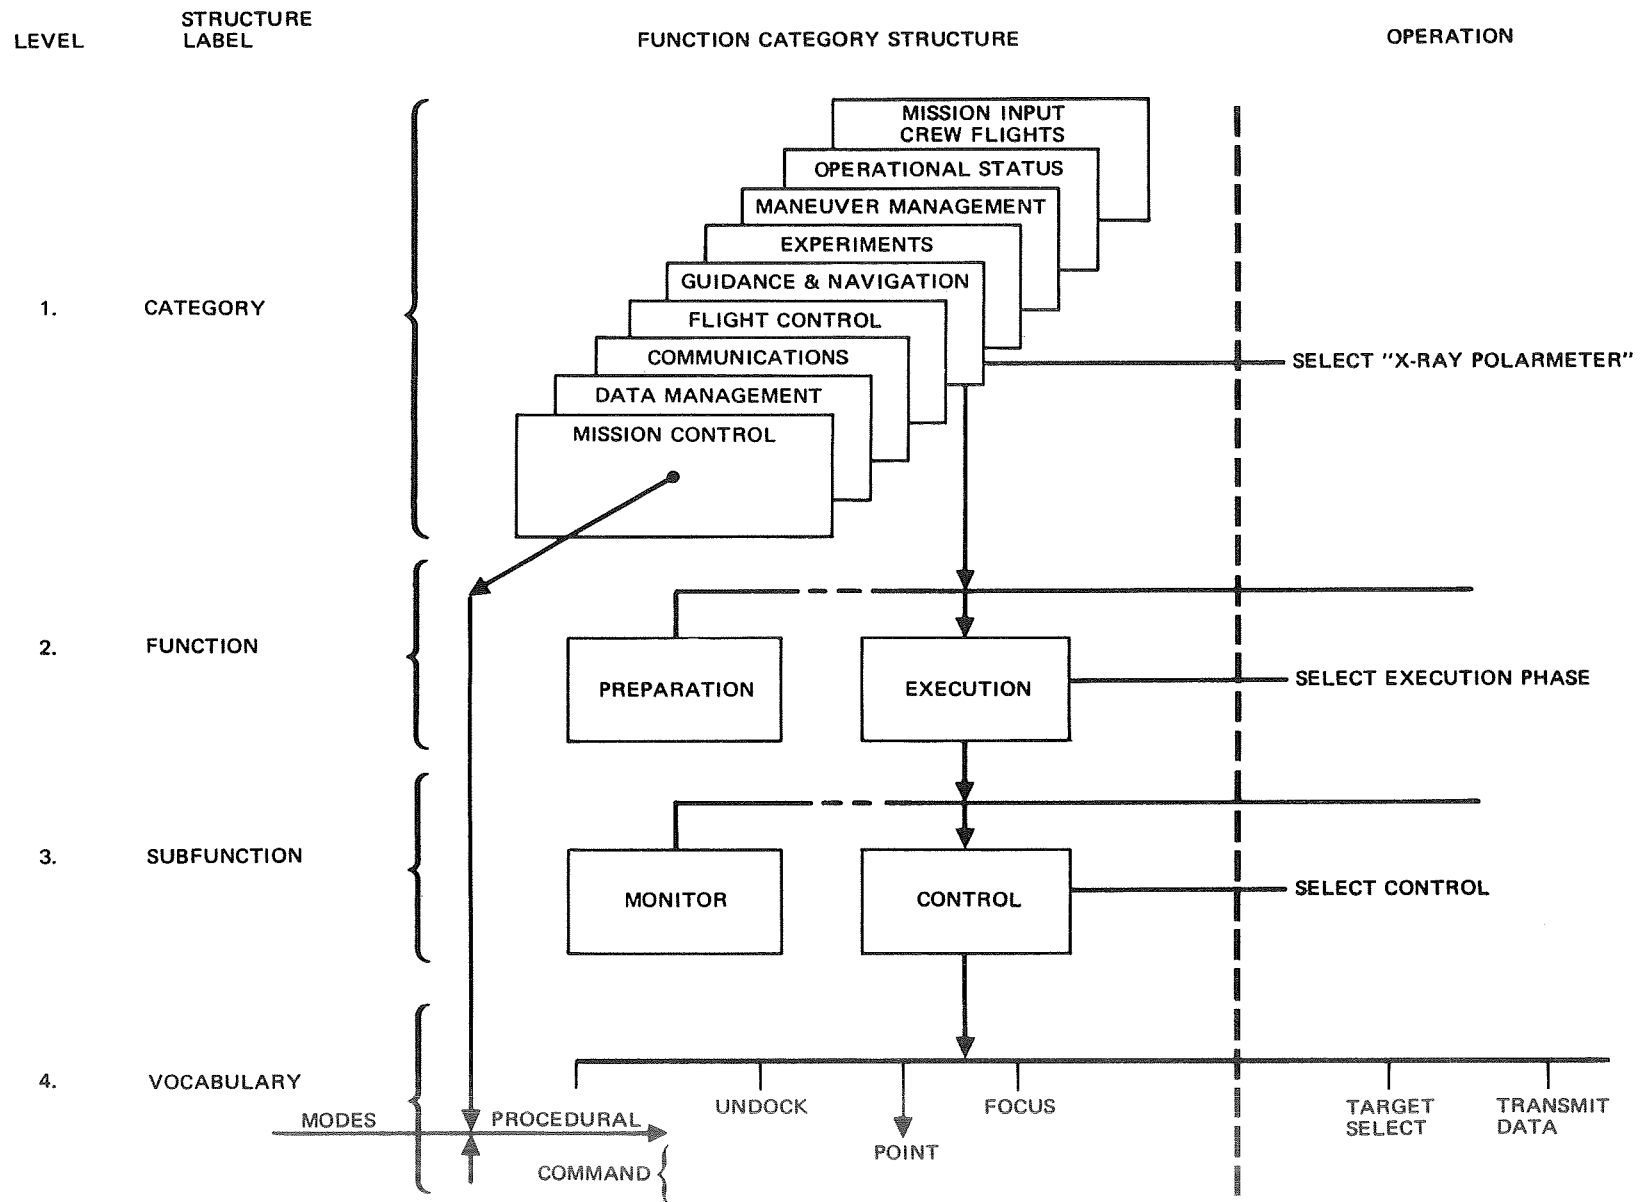 LEVEL
STRUCTURE
LABEL
FUNCTION CATEGORY STRUCTURE
OPERATION
MISSION INPUT
CREW FLIGHTS
OPERATIONAL STATUS
MANEUVER MANAGEMENT
EXPERIMENTS
GUIDANCE & NAVIGATION
1. CATEGORY
FLIGHT CONTROL
COMMUNICATIONS
SELECT "X-RAY POLARMETER"
DATA MANAGEMENT
MISSION CONTROL
2. FUNCTION
PREPARATION
EXECUTION
SELECT EXECUTION PHASE
3. SUBFUNCTION
MONITOR
CONTROL
SELECT CONTROL
4. VOCABULARY
MODES
PROCEDURAL
COMMAND
UNDOCK
POINT
FOCUS
TARGET
SELECT
TRANSMIT
DATA